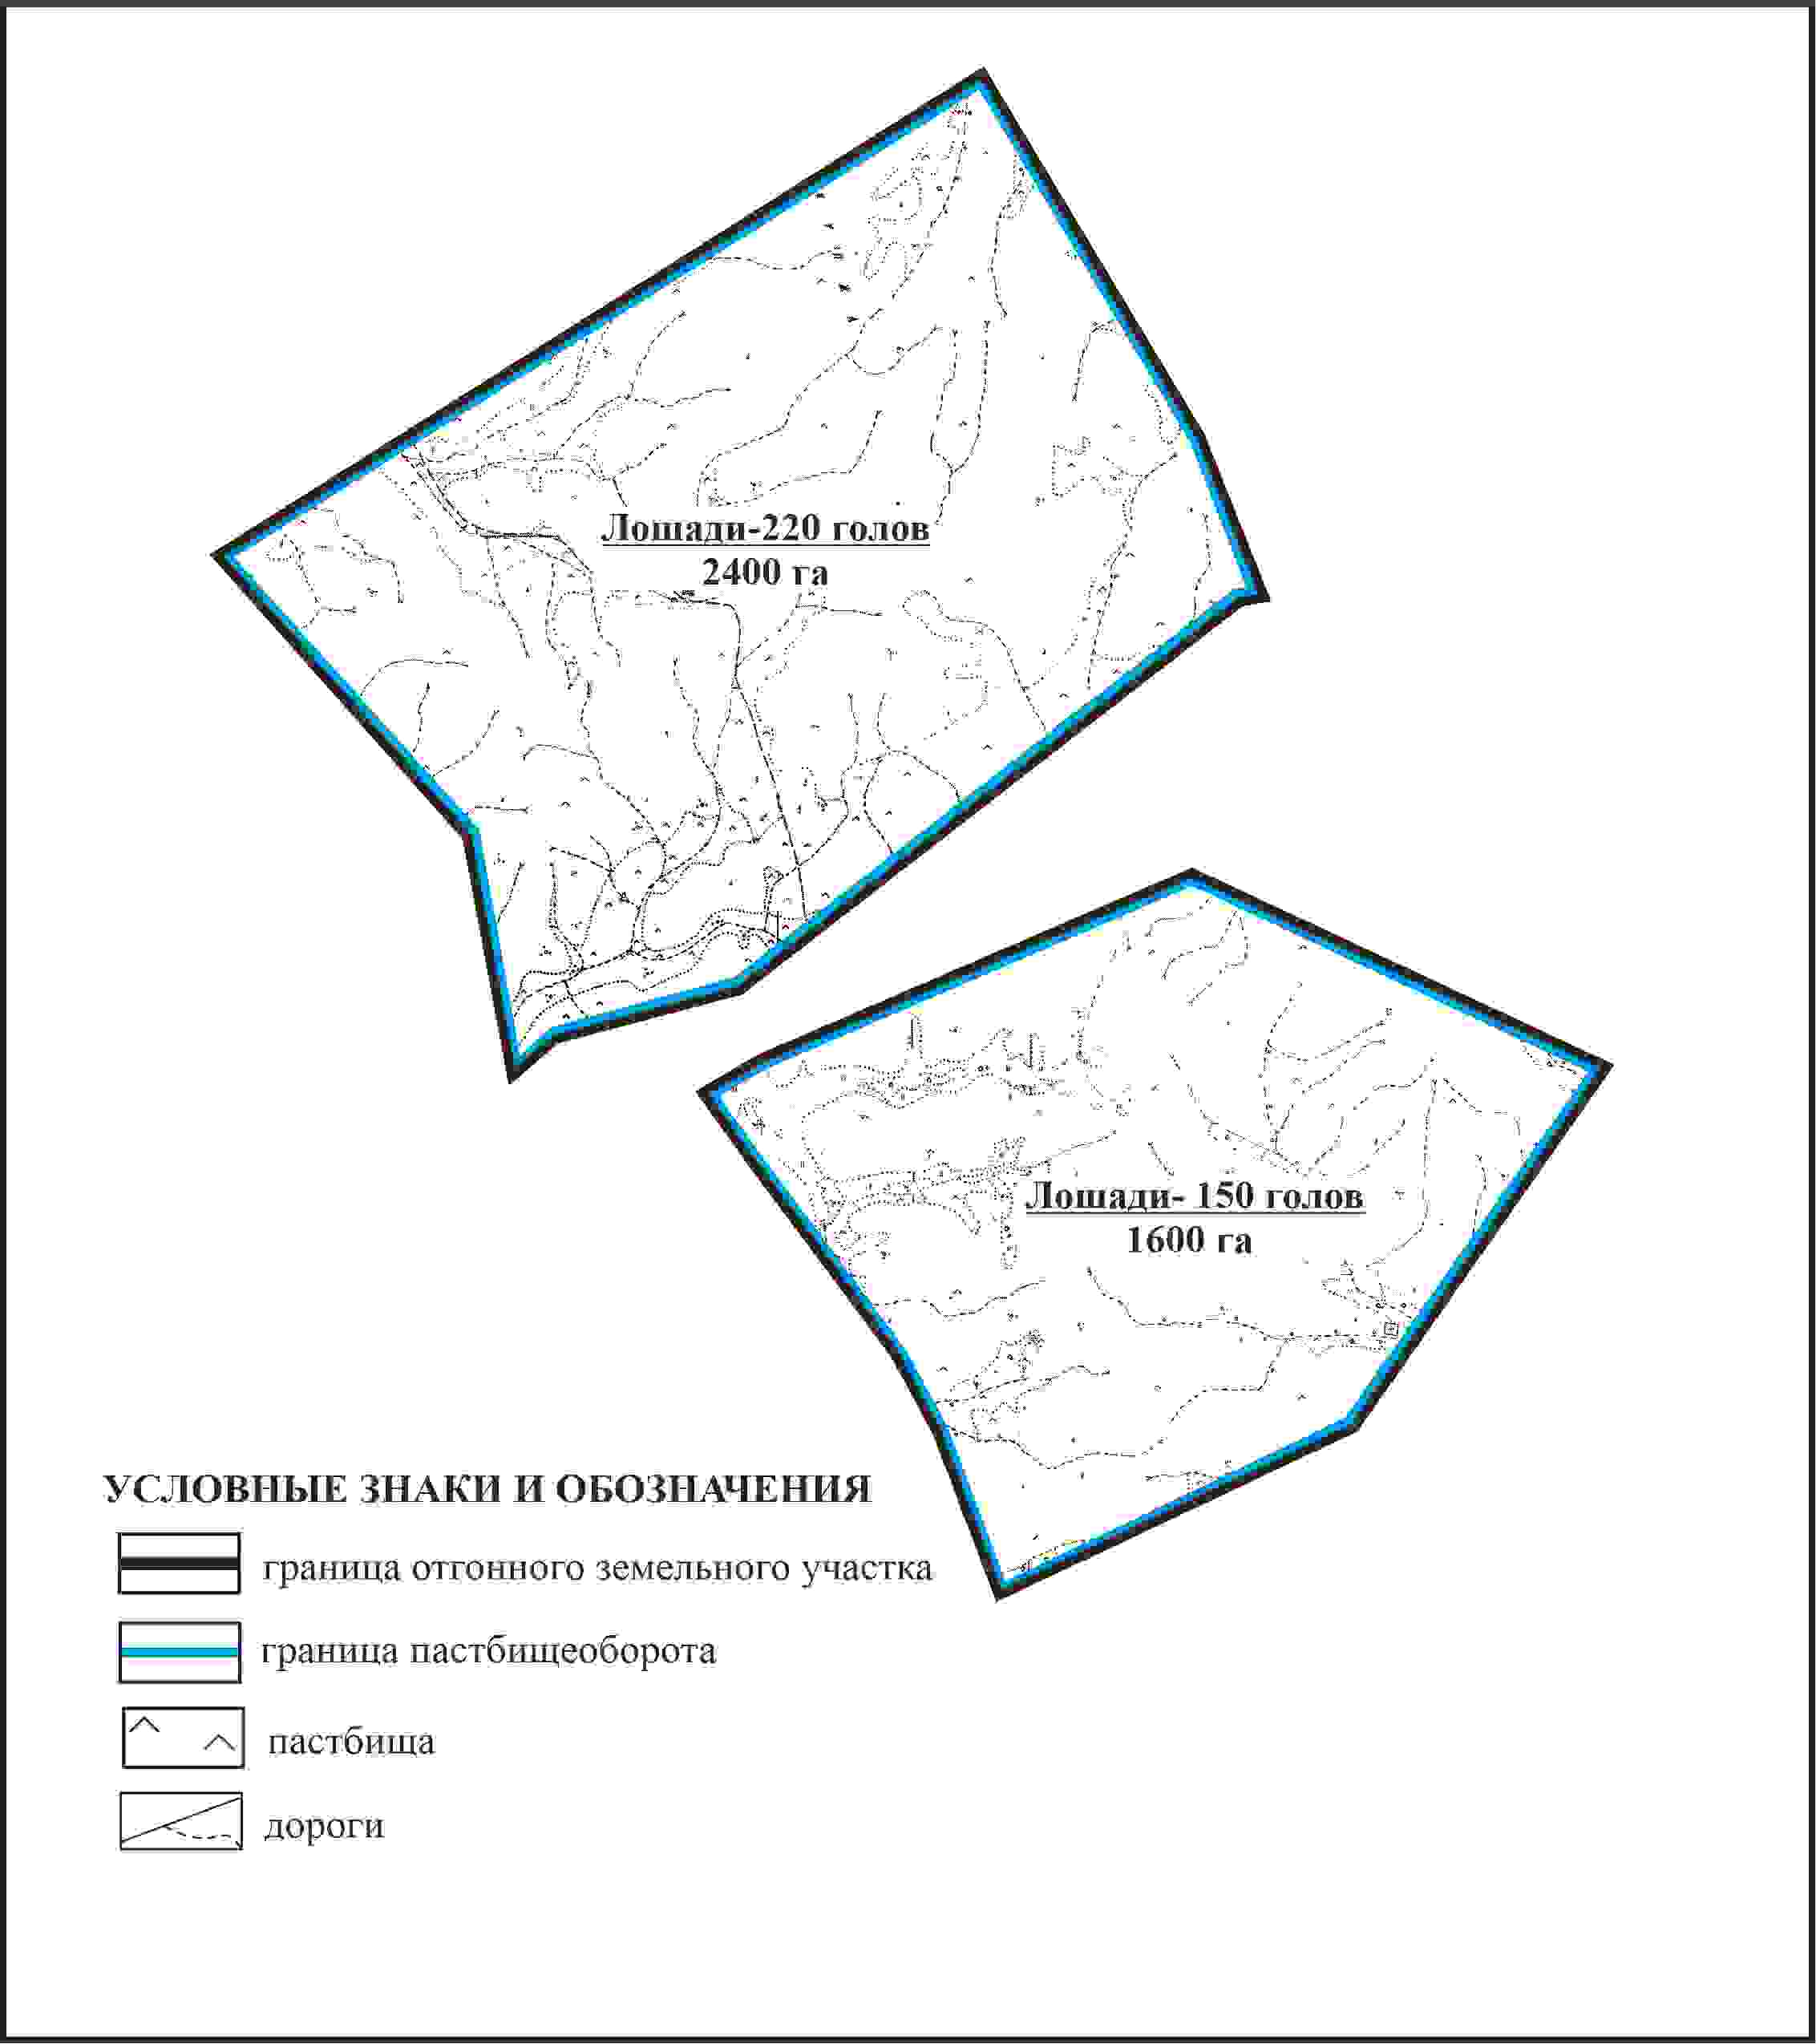 Лошади-220 голов
2400 га
Лошади- 150 голов
1600 га
УСЛОВНЫЕ ЗНАКИ И ОБОЗНАЧЕНИЯ
граница отгонного земельного участка
граница пастбищеоборота
пастбища
дороги